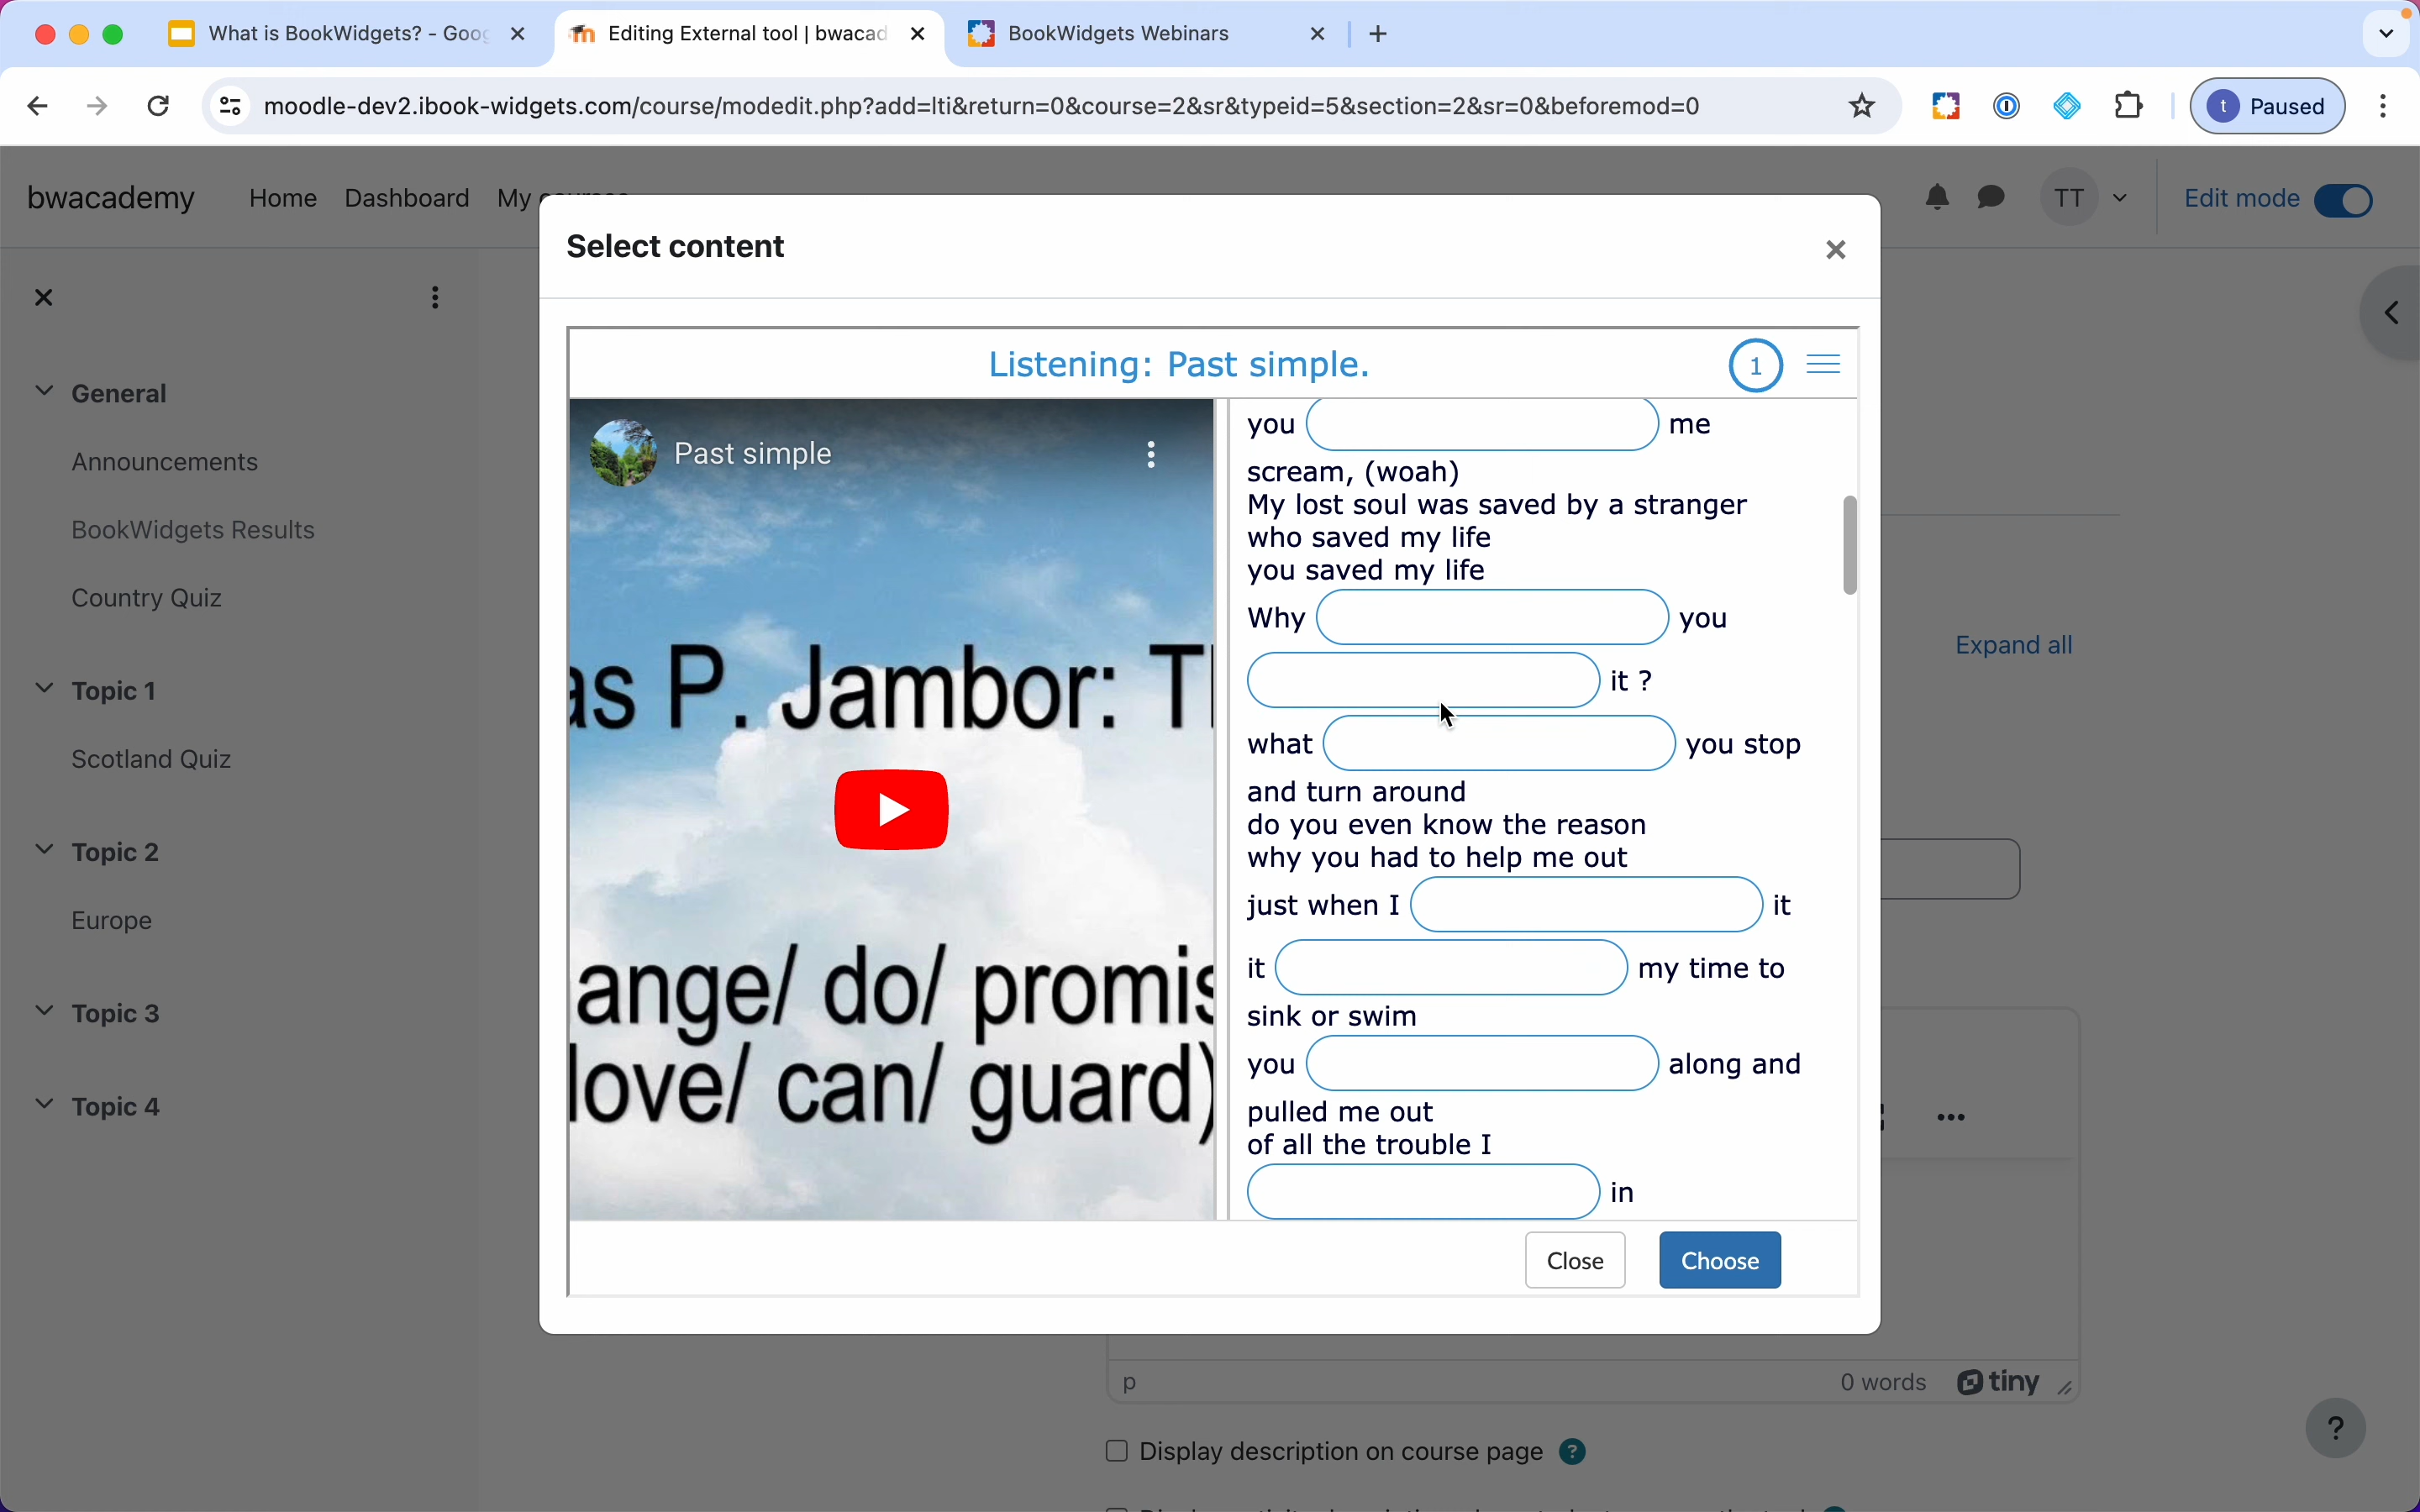 What is BookWidgets? - Goog
Editing External tool | bwacad
BookWidgets Webinars
moodle-dev2.ibook-widgets.com/course/modedit.php?add=lti&return=0&course=2&sr&typeid=5&section=2&sr=0&beforemod=0
t Paused
bwacademy
Home
Dashboard
My courses
TT
Edit mode
General
Announcements
BookWidgets Results
Country Quiz
Topic 1
Scotland Quiz
Topic 2
Europe
Topic 3
Topic 4
Select content
Listening: Past simple.
1
Past simple
as P. Jambor: T
ange/ do/ promis
love/ can/ guard)
you me
scream, (woah)
My lost soul was saved by a stranger
who saved my life
you saved my life
Why you
it ?
what you stop
and turn around
do you even know the reason
why you had to help me out
just when I it
it my time to
sink or swim
you along and
pulled me out
of all the trouble I
in
Close
Choose
Expand all
p
0 words
tiny
Display description on course page ?
?